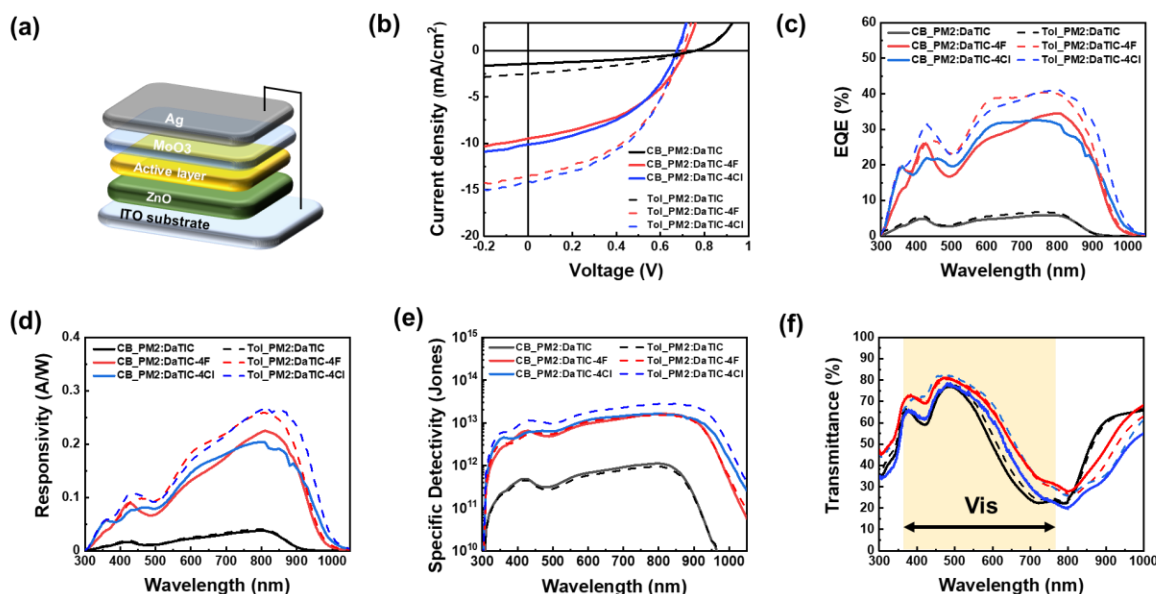 (a)
Ag
MoO3
Active layer
ZnO
ITO substrate
(b)
Current density (mA/cm2)
0
-5
-10
-15
-20
-0.2 0 0.2 0.4 0.6 0.8 1
Voltage (V)
CB_PM2:DaTIC
CB_PM2:DaTIC-4F
CB_PM2:DaTIC-4Cl
Tol_PM2:DaTIC
Tol_PM2:DaTIC-4F
Tol_PM2:DaTIC-4Cl
(c)
EQE (%)
60
50
40
30
20
10
0
300 400 500 600 700 800 900 1000
Wavelength (nm)
CB_PM2:DaTIC Tol_PM2:DaTIC
CB_PM2:DaTIC-4F Tol_PM2:DaTIC-4F
CB_PM2:DaTIC-4Cl Tol_PM2:DaTIC-4Cl
(d)
Responsivity (A/W)
0.4
0.3
0.2
0.1
0
300 400 500 600 700 800 900 1000
Wavelength (nm)
CB_PM2:DaTIC Tol_PM2:DaTIC
CB_PM2:DaTIC-4F Tol_PM2:DaTIC-4F
CB_PM2:DaTIC-4Cl Tol_PM2:DaTIC-4Cl
(e)
Specific Detectivity (Jones)
10^15
10^14
10^13
10^12
10^11
10^10
300 400 500 600 700 800 900 1000
Wavelength (nm)
CB_PM2:DaTIC Tol_PM2:DaTIC
CB_PM2:DaTIC-4F Tol_PM2:DaTIC-4F
CB_PM2:DaTIC-4Cl Tol_PM2:DaTIC-4Cl
(f)
Transmittance (%)
100
90
80
70
60
50
40
30
20
10
0
300 400 500 600 700 800 900 1000
Wavelength (nm)
Vis